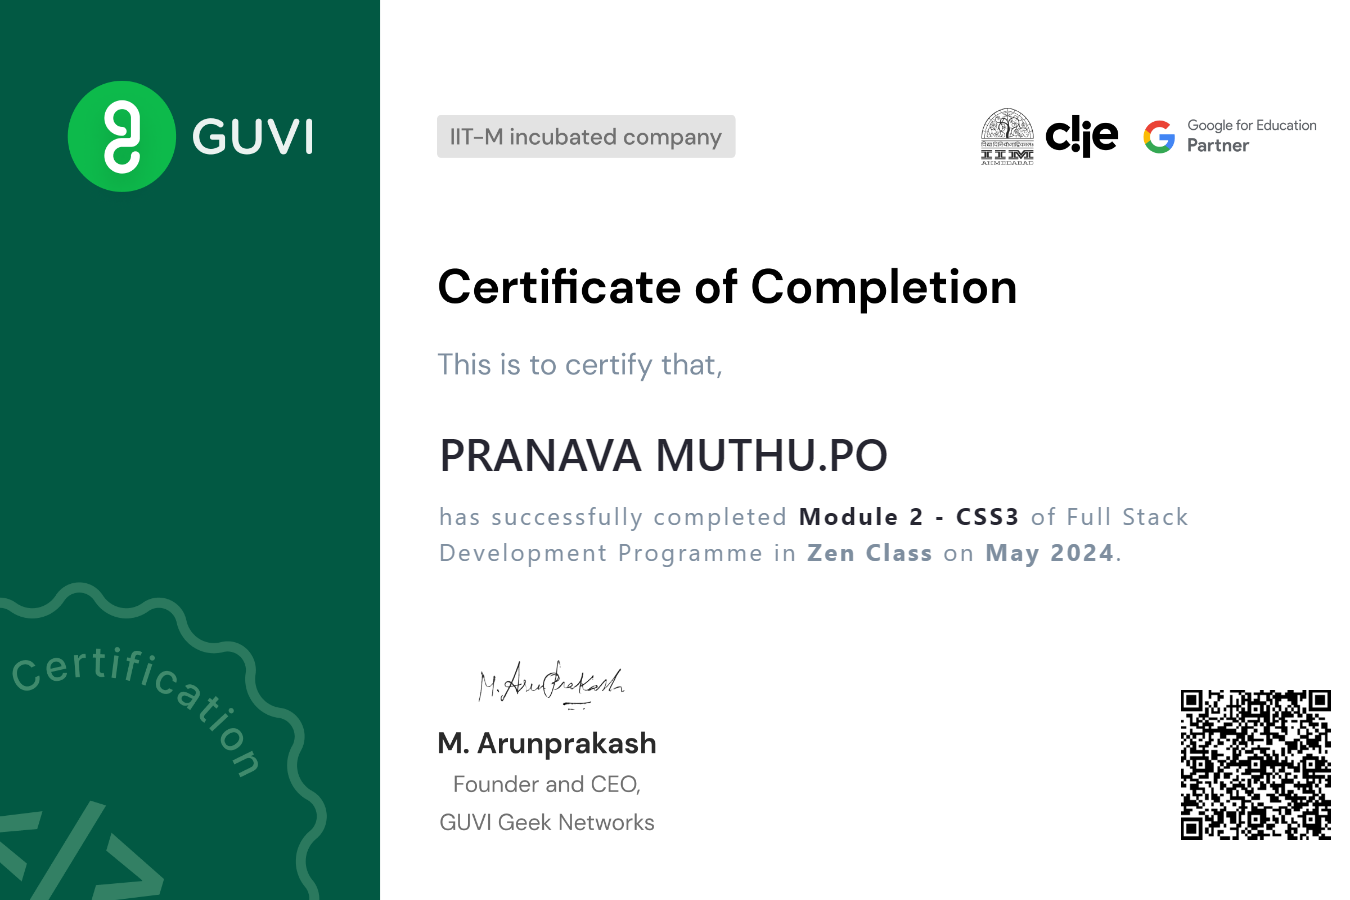 GUVI
IIT-M incubated company
IIM
AHMEDABAD
c!ie
Google for Education
Partner
Certificate of Completion
This is to certify that,
PRANAVA MUTHU.PO
has successfully completed Module 2 - CSS3 of Full Stack
Development Programme in Zen Class on May 2024.
Certification
</>
M. ArunPrakash
M. Arunprakash
Founder and CEO,
GUVI Geek Networks